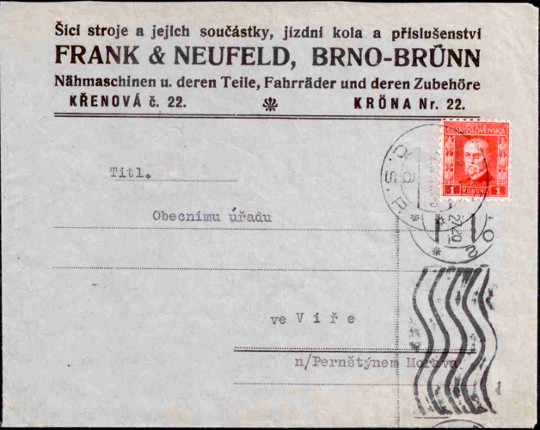 Šicí stroje a jejich součástky, jízdní kola a příslušenství
FRANK & NEUFELD, BRNO-BRÜNN
Nähmaschinen u. deren Teile, Fahrräder und deren Zubehöre
KŘENOVÁ č. 22. KRÖNA Nr. 22.
ČESKOSLOVENSKA
1 KORUNA 1
Titl.
Obecnímu úřadu
ve Víře
n/Pernštýnem Morava